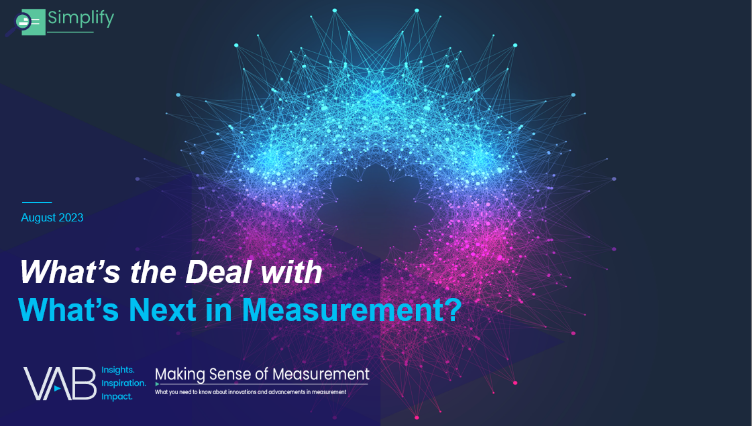 Simplify
August 2023
What's the Deal with
What's Next in Measurement?
VAB
Insights.
Inspiration.
Impact.
Making Sense of Measurement
What you need to know about innovations and advancements in measurement